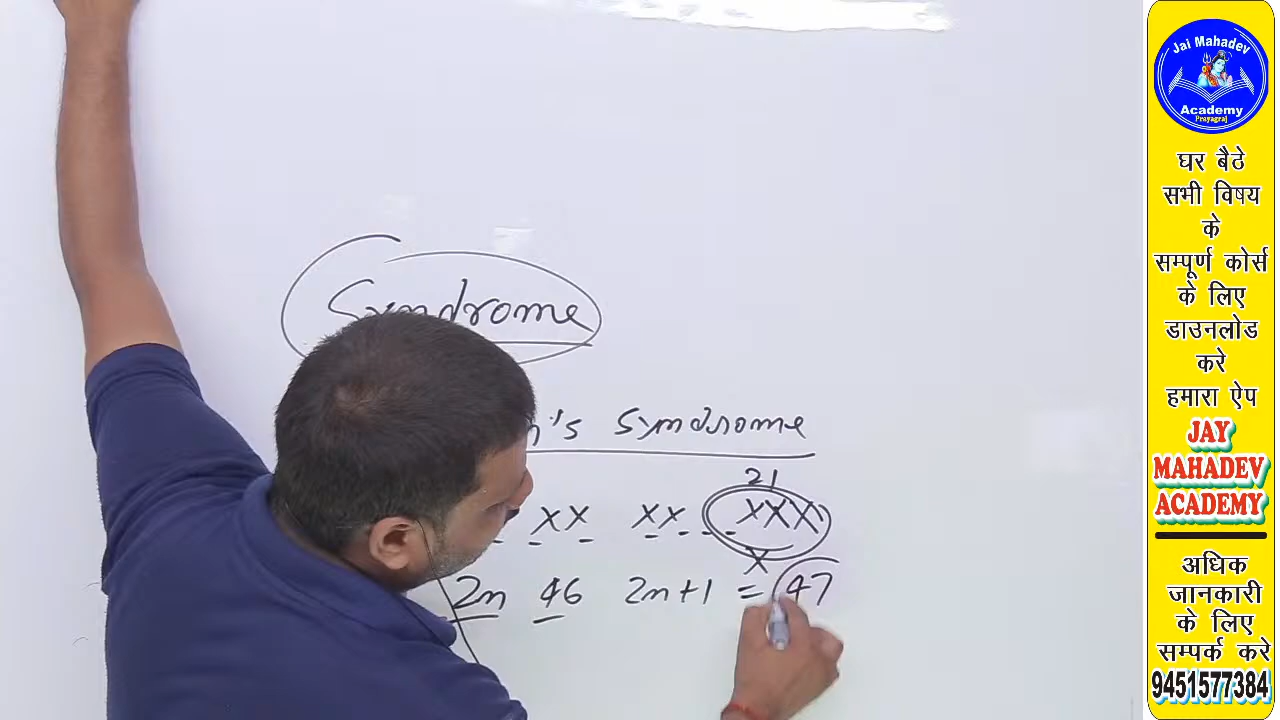 Syndrome
n's Syndrome
21
XX XX XXX
X
2n 46 2n+1 = 47
Jai Mahadev
Academy
Prayagraj
घर बैठे
सभी विषय
के
सम्पूर्ण कोर्स
के लिए
डाउनलोड
करे
हमारा ऐप
JAY
MAHADEV
ACADEMY
अधिक
जानकारी
के लिए
सम्पर्क करे
9451577384